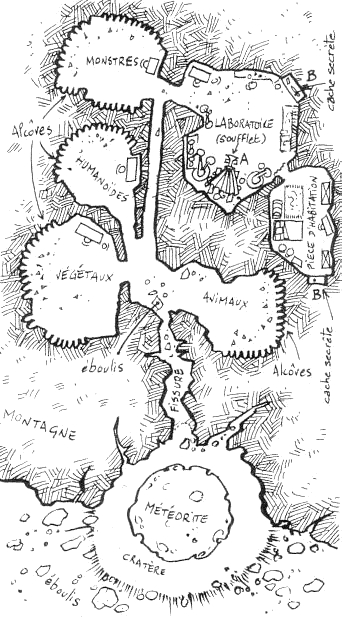 MONSTRES
B
cache secrète
Alcôves
LABORATOIRE
(soufflet)
A
HUMANOÏDES
PIÈCE D'HABITATION
VÉGÉTAUX
ANIMAUX
B
cache secrète
éboulis
Alcôves
FISSURE
MONTAGNE
MÉTÉORITE
CRATÈRE
éboulis